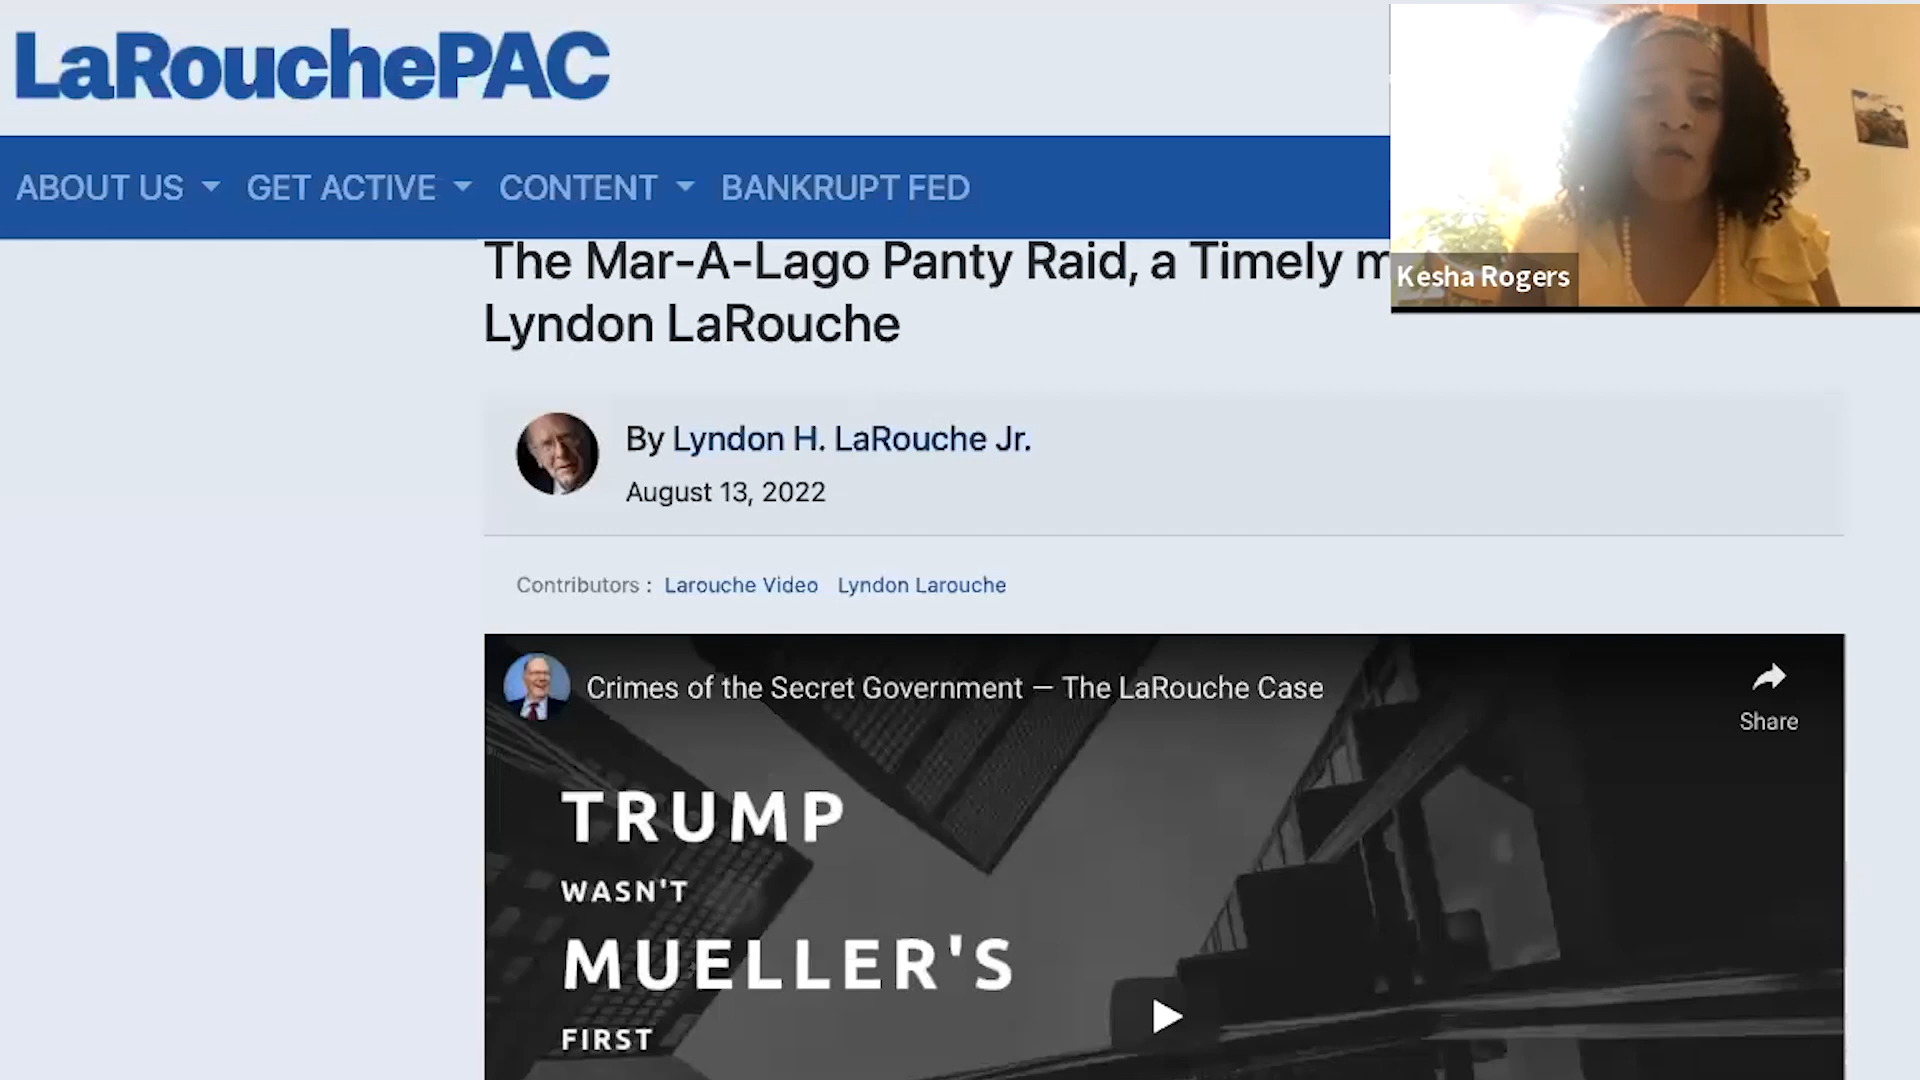 LaRouchePAC
ABOUT US GET ACTIVE CONTENT BANKRUPT FED
The Mar-A-Lago Panty Raid, a Timely m
Kesha Rogers
Lyndon LaRouche
By Lyndon H. LaRouche Jr.
August 13, 2022
Contributors : Larouche Video Lyndon Larouche
Crimes of the Secret Government — The LaRouche Case
Share
TRUMP
WASN'T
MUELLER'S
FIRST